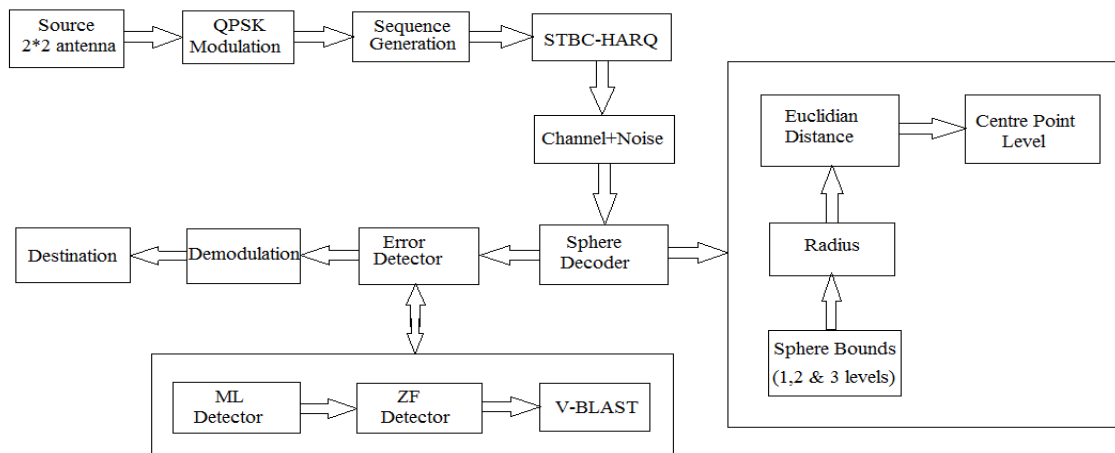 Source
2*2 antenna
QPSK
Modulation
Sequence
Generation
STBC-HARQ
Channel+Noise
Euclidian
Distance
Centre Point
Level
Destination
Demodulation
Error
Detector
Sphere
Decoder
Radius
Sphere Bounds
(1,2 & 3 levels)
ML
Detector
ZF
Detector
V-BLAST